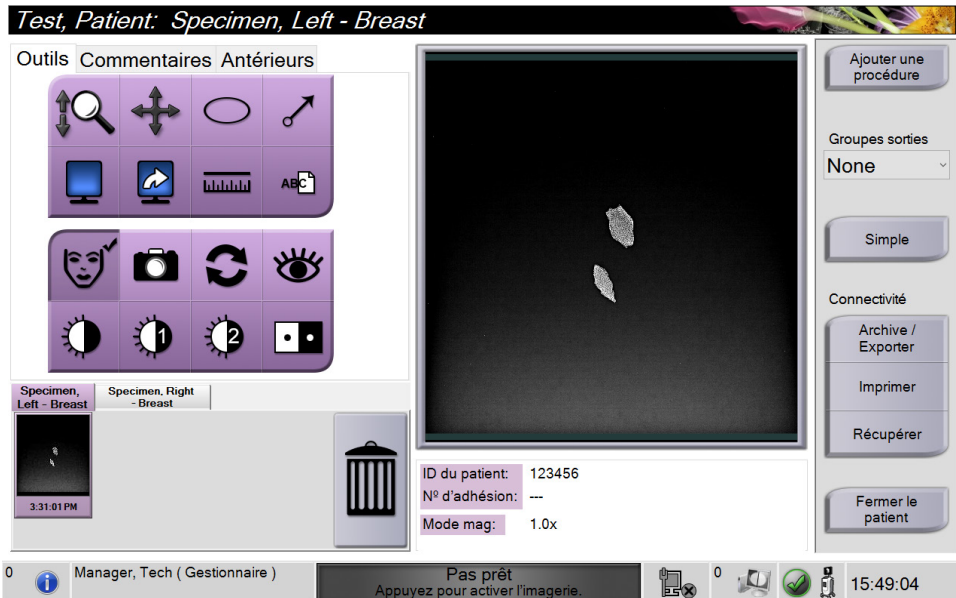 Test, Patient: Specimen, Left - Breast
Outils Commentaires Antérieurs
ABC
1
2
Specimen,
Left - Breast
Specimen, Right
- Breast
3:31:01 PM
ID du patient: 123456
Nº d'adhésion: ---
Mode mag: 1.0x
Ajouter une
procédure
Groupes sorties
None
Simple
Connectivité
Archive /
Exporter
Imprimer
Récupérer
Fermer le
patient
0
Manager, Tech ( Gestionnaire )
Pas prêt
Appuyez pour activer l'imagerie.
0
15:49:04